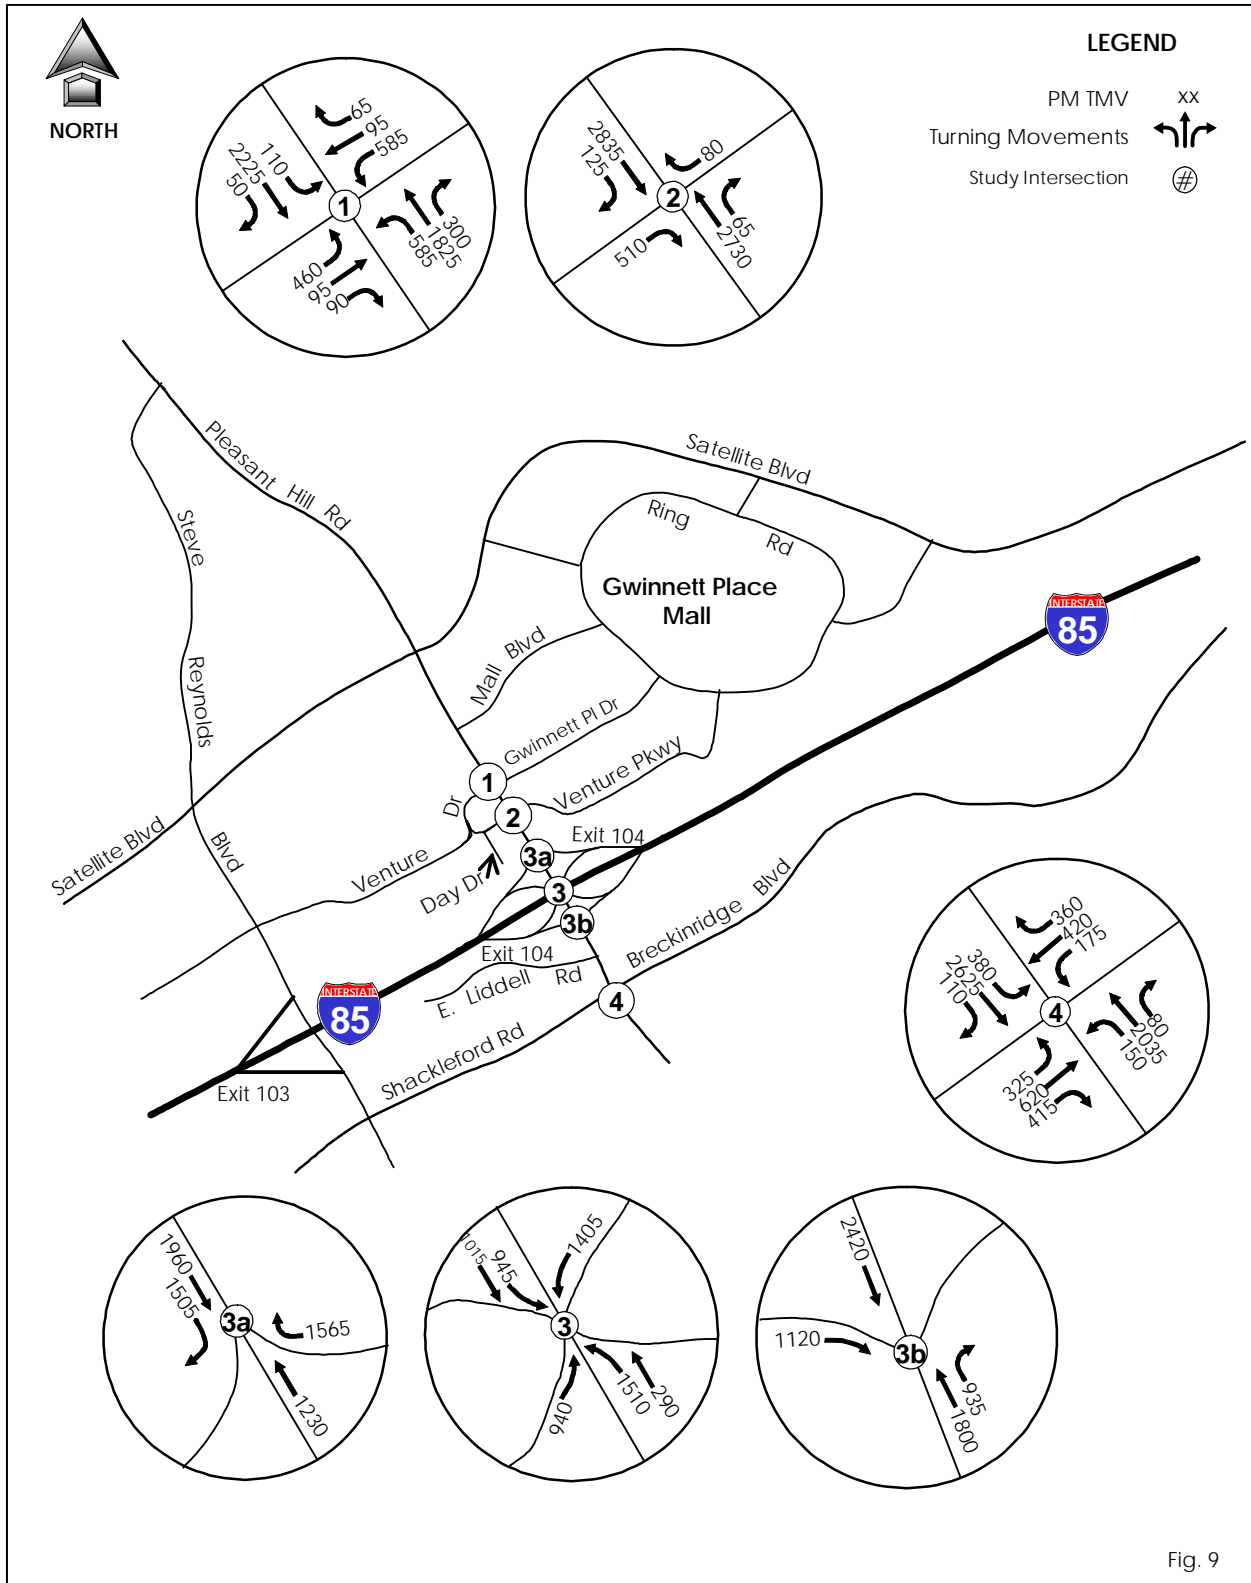 NORTH
LEGEND
PM TMV
XX
Turning Movements
Study Intersection
#
65
95
585
110
2225
50
1
300
1825
585
460
95
90
2835
125
80
2
65
2730
510
Pleasant Hill Rd
Satellite Blvd
Ring Rd
Steve Reynolds Blvd
Gwinnett Place
Mall
INTERSTATE
85
Mall Blvd
Gwinnett Pl Dr
1
Venture Pkwy
2
Venture Dr
Exit 104
3a
Satellite Blvd
Day Dr
3
3b
Breckinridge Blvd
Exit 104
E. Liddell Rd
4
INTERSTATE
85
Shackleford Rd
Exit 103
360
420
175
380
2625
110
4
80
2035
150
325
620
415
1960
1505
3a
1565
1230
1015
945
1405
3
940
1510
290
2420
1120
3b
935
1800
Fig. 9